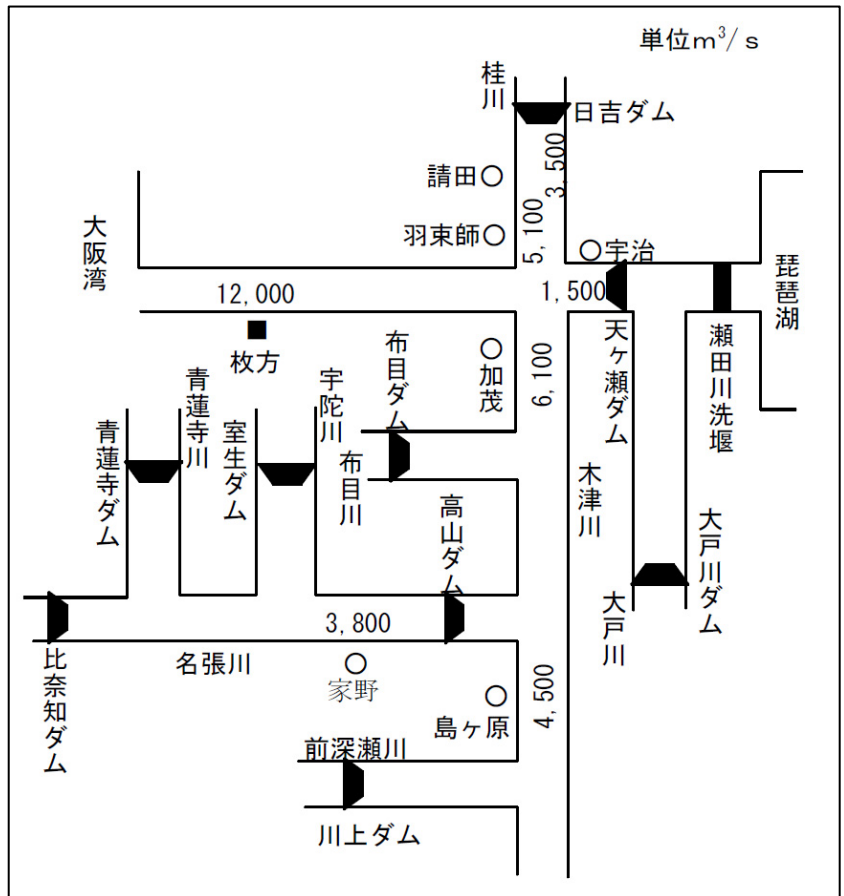 単位m³/s
桂川
日吉ダム
3,500
請田○
5,100
羽束師○
○宇治
大阪湾
琵琶湖
12,000
1,500
枚方
布目ダム
加茂
6,100
天ヶ瀬ダム
瀬田川洗堰
青蓮寺川
宇陀川
青蓮寺ダム
室生ダム
布目川
木津川
高山ダム
大戸川ダム
大戸川
3,800
名張川
家野
比奈知ダム
島ヶ原
4,500
前深瀬川
川上ダム